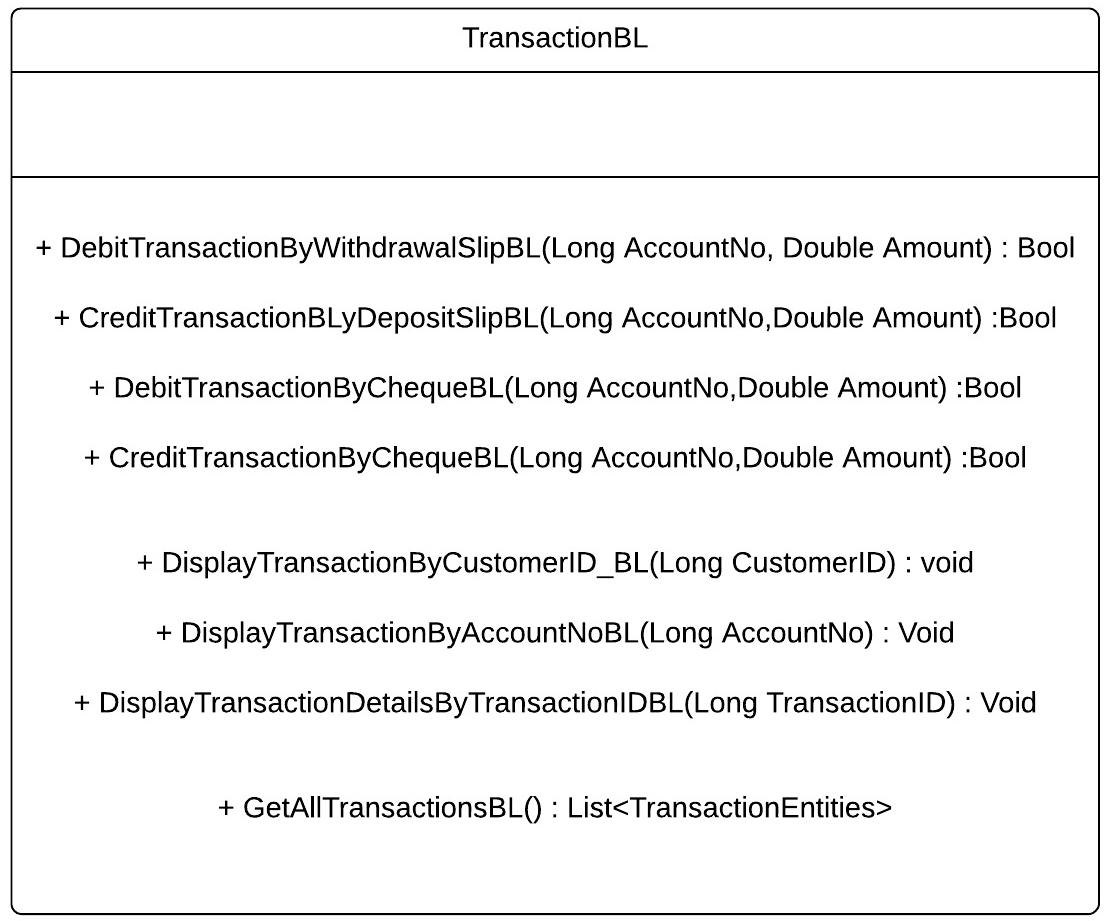 TransactionBL
+ DebitTransactionByWithdrawalSlipBL(Long AccountNo, Double Amount) : Bool
+ CreditTransactionBLyDepositSlipBL(Long AccountNo,Double Amount) :Bool
+ DebitTransactionByChequeBL(Long AccountNo,Double Amount) :Bool
+ CreditTransactionByChequeBL(Long AccountNo,Double Amount) :Bool
+ DisplayTransactionByCustomerID_BL(Long CustomerID) : void
+ DisplayTransactionByAccountNoBL(Long AccountNo) : Void
+ DisplayTransactionDetailsByTransactionIDBL(Long TransactionID) : Void
+ GetAllTransactionsBL() : List<TransactionEntities>